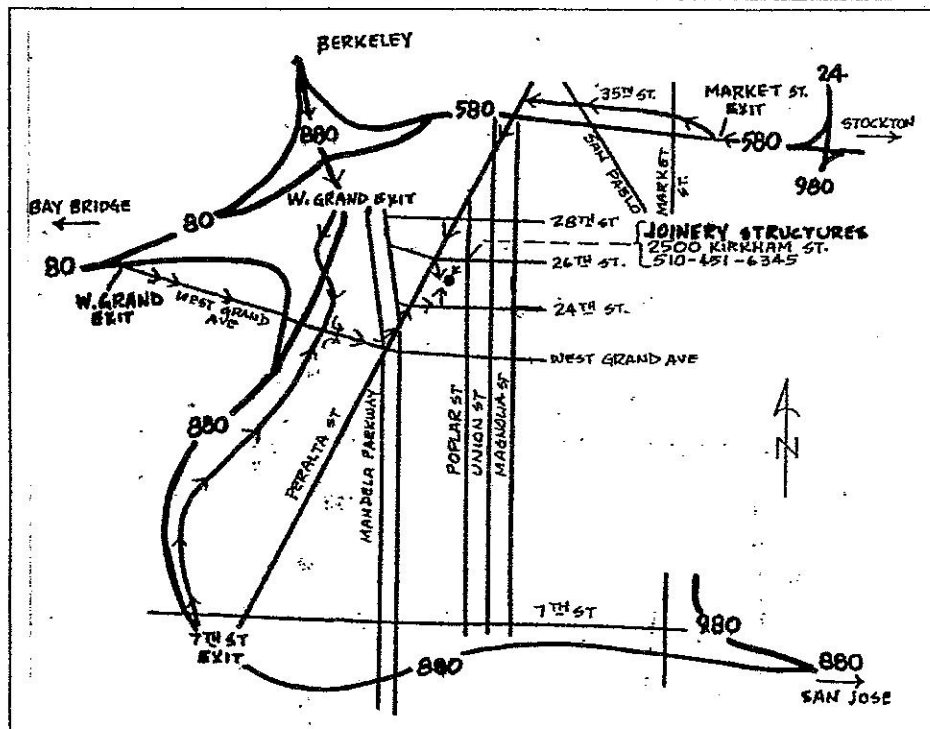 BERKELEY
24
35TH ST.
MARKET ST.
EXIT
580
STOCKTON
880
580
980
SAN PABLO
MARKET
ST.
W. GRAND EXIT
BAY BRIDGE
80
28TH ST
JOINERY STRUCTURES
2500 KIRKHAM ST.
510-651-6345
80
26TH ST.
W. GRAND
EXIT
WEST GRAND
AVE
24TH ST.
WEST GRAND AVE
880
PERALTA ST
MANDELA PARKWAY
POPLAR ST
UNION ST
MAGNOLIA ST
N
7TH ST
7TH ST
EXIT
980
880
880
SAN JOSE